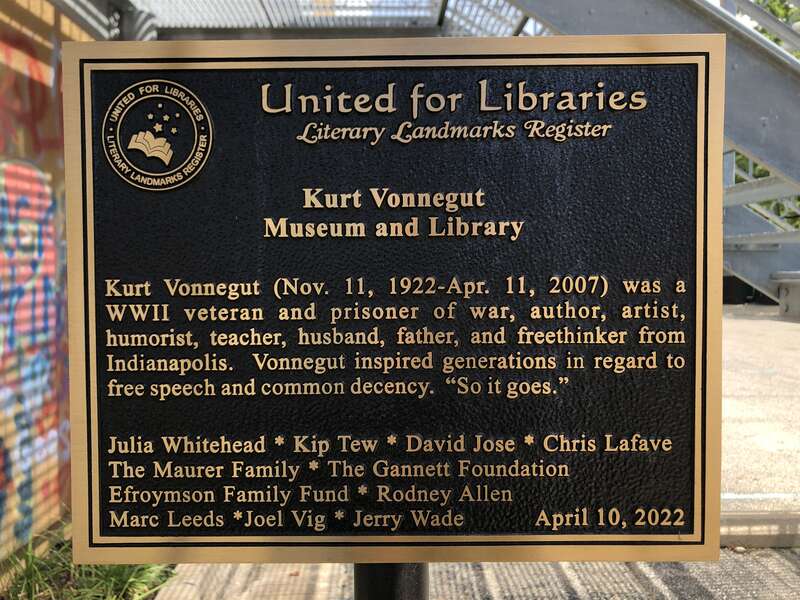 UNITED FOR LIBRARIES
LITERARY LANDMARKS REGISTER
United for Libraries
Literary Landmarks Register
Kurt Vonnegut
Museum and Library
Kurt Vonnegut (Nov. 11, 1922-Apr. 11, 2007) was a
WWII veteran and prisoner of war, author, artist,
humorist, teacher, husband, father, and freethinker from
Indianapolis. Vonnegut inspired generations in regard to
free speech and common decency. “So it goes.”
Julia Whitehead * Kip Tew * David Jose * Chris Lafave
The Maurer Family * The Gannett Foundation
Efroymson Family Fund * Rodney Allen
Marc Leeds *Joel Vig * Jerry Wade April 10, 2022